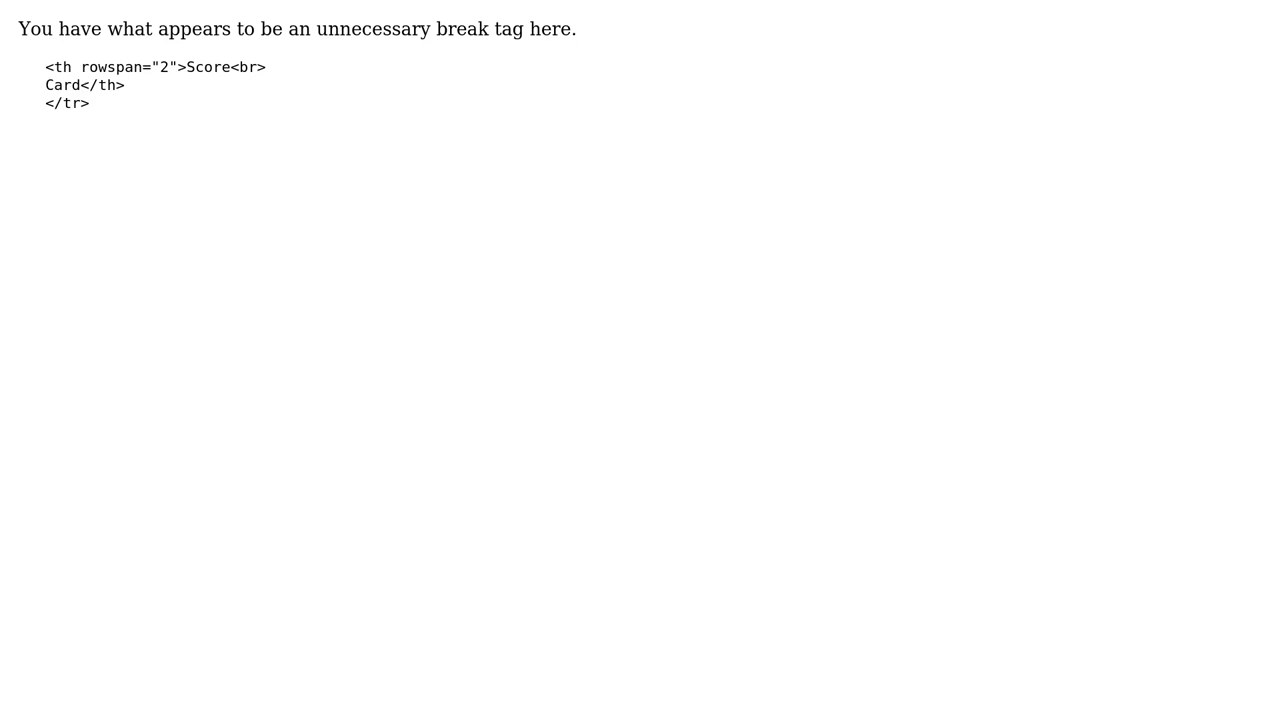 You have what appears to be an unnecessary break tag here.
<th rowspan="2">Score<br>
Card</th>
</tr>